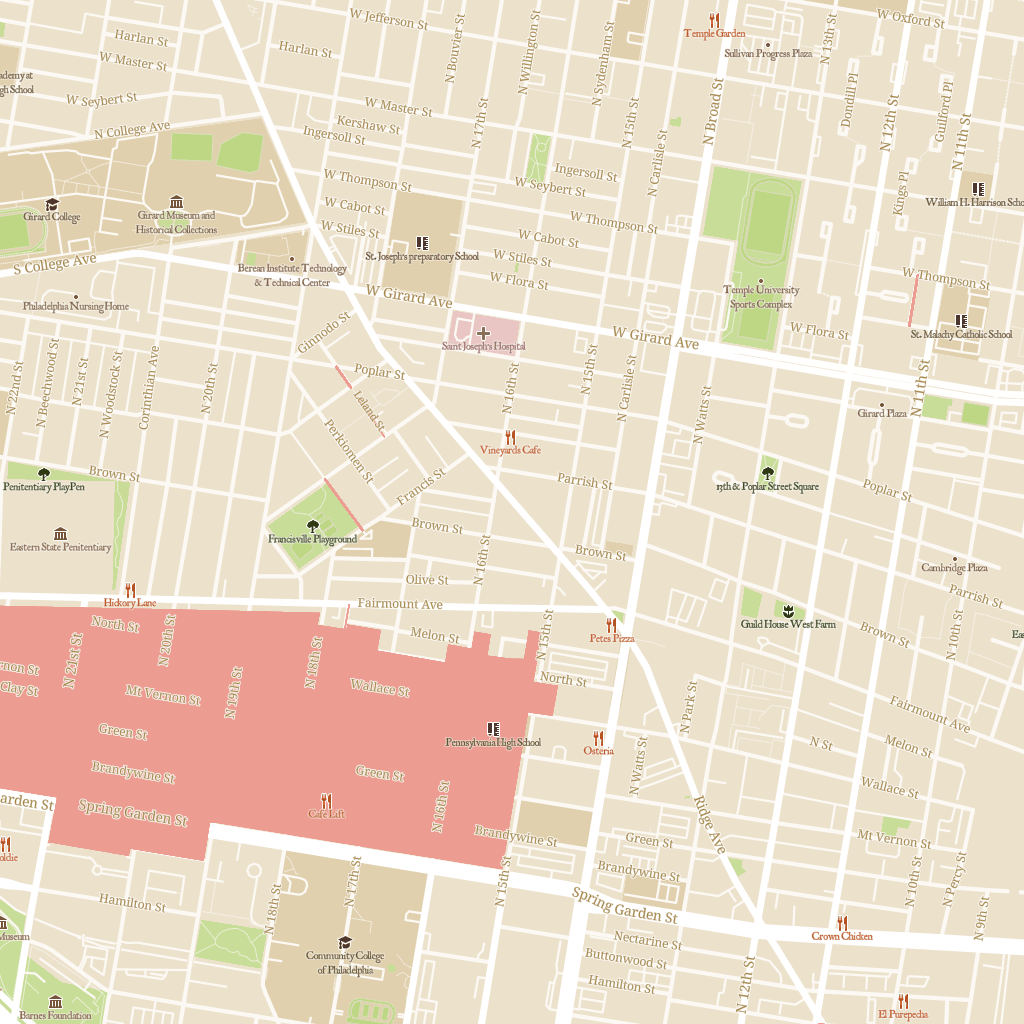 W Jefferson St
W Oxford St
Temple Garden
Harlan St
Harlan St
N Bouvier St
N Willington St
N Sydenham St
N Broad St
Sullivan Progress Plaza
N 13th St
W Master St
ademy at
gh School
W Seybert St
W Master St
N College Ave
Kershaw St
Ingersoll St
N 17th St
N 15th St
N Carlisle St
Dondill Pl
N 12th St
Guilford Pl
N 11th St
Ingersoll St
W Thompson St
W Seybert St
Kings Pl
William H. Harrison Scho
Girard College
Girard Museum and
Historical Collections
W Cabot St
W Stiles St
W Thompson St
W Cabot St
St. Joseph's preparatory School
S College Ave
Berean Institute Technology
& Technical Center
W Stiles St
W Flora St
Temple University
Sports Complex
W Thompson St
Philadelphia Nursing Home
W Girard Ave
Ginnodo St
Saint Joseph's Hospital
W Girard Ave
W Flora St
St. Malachy Catholic School
N 22nd St
N Beechwood St
N 21st St
N Woodstock St
Corinthian Ave
N 20th St
Poplar St
Leland St
N 16th St
N 15th St
N Carlisle St
N Watts St
N 11th St
Girard Plaza
Perkiomen St
Vineyards Cafe
Brown St
Penitentiary PlayPen
Francis St
Parrish St
13th & Poplar Street Square
Poplar St
Eastern State Penitentiary
Francisville Playground
Brown St
N 16th St
Brown St
Cambridge Plaza
Olive St
Hickory Lane
Fairmount Ave
Parrish St
North St
N 21st St
N 20th St
N 18th St
Melon St
N 15th St
Petes Pizza
Guild House West Farm
Brown St
N 10th St
Eas
rnon St
Clay St
Mt Vernon St
N 19th St
Wallace St
North St
N Park St
Fairmount Ave
Green St
Pennsylvania High School
Osteria
N St
Melon St
Brandywine St
Green St
N Watts St
Wallace St
arden St
Spring Garden St
Cafe Lift
N 16th St
Ridge Ave
oldie
Brandywine St
Green St
Mt Vernon St
Brandywine St
Hamilton St
N 18th St
N 17th St
N 15th St
N 10th St
N Percy St
N 9th St
Spring Garden St
Crown Chicken
Museum
Community College
of Philadelphia
Nectarine St
Buttonwood St
Hamilton St
N 12th St
Barnes Foundation
El Purepecha